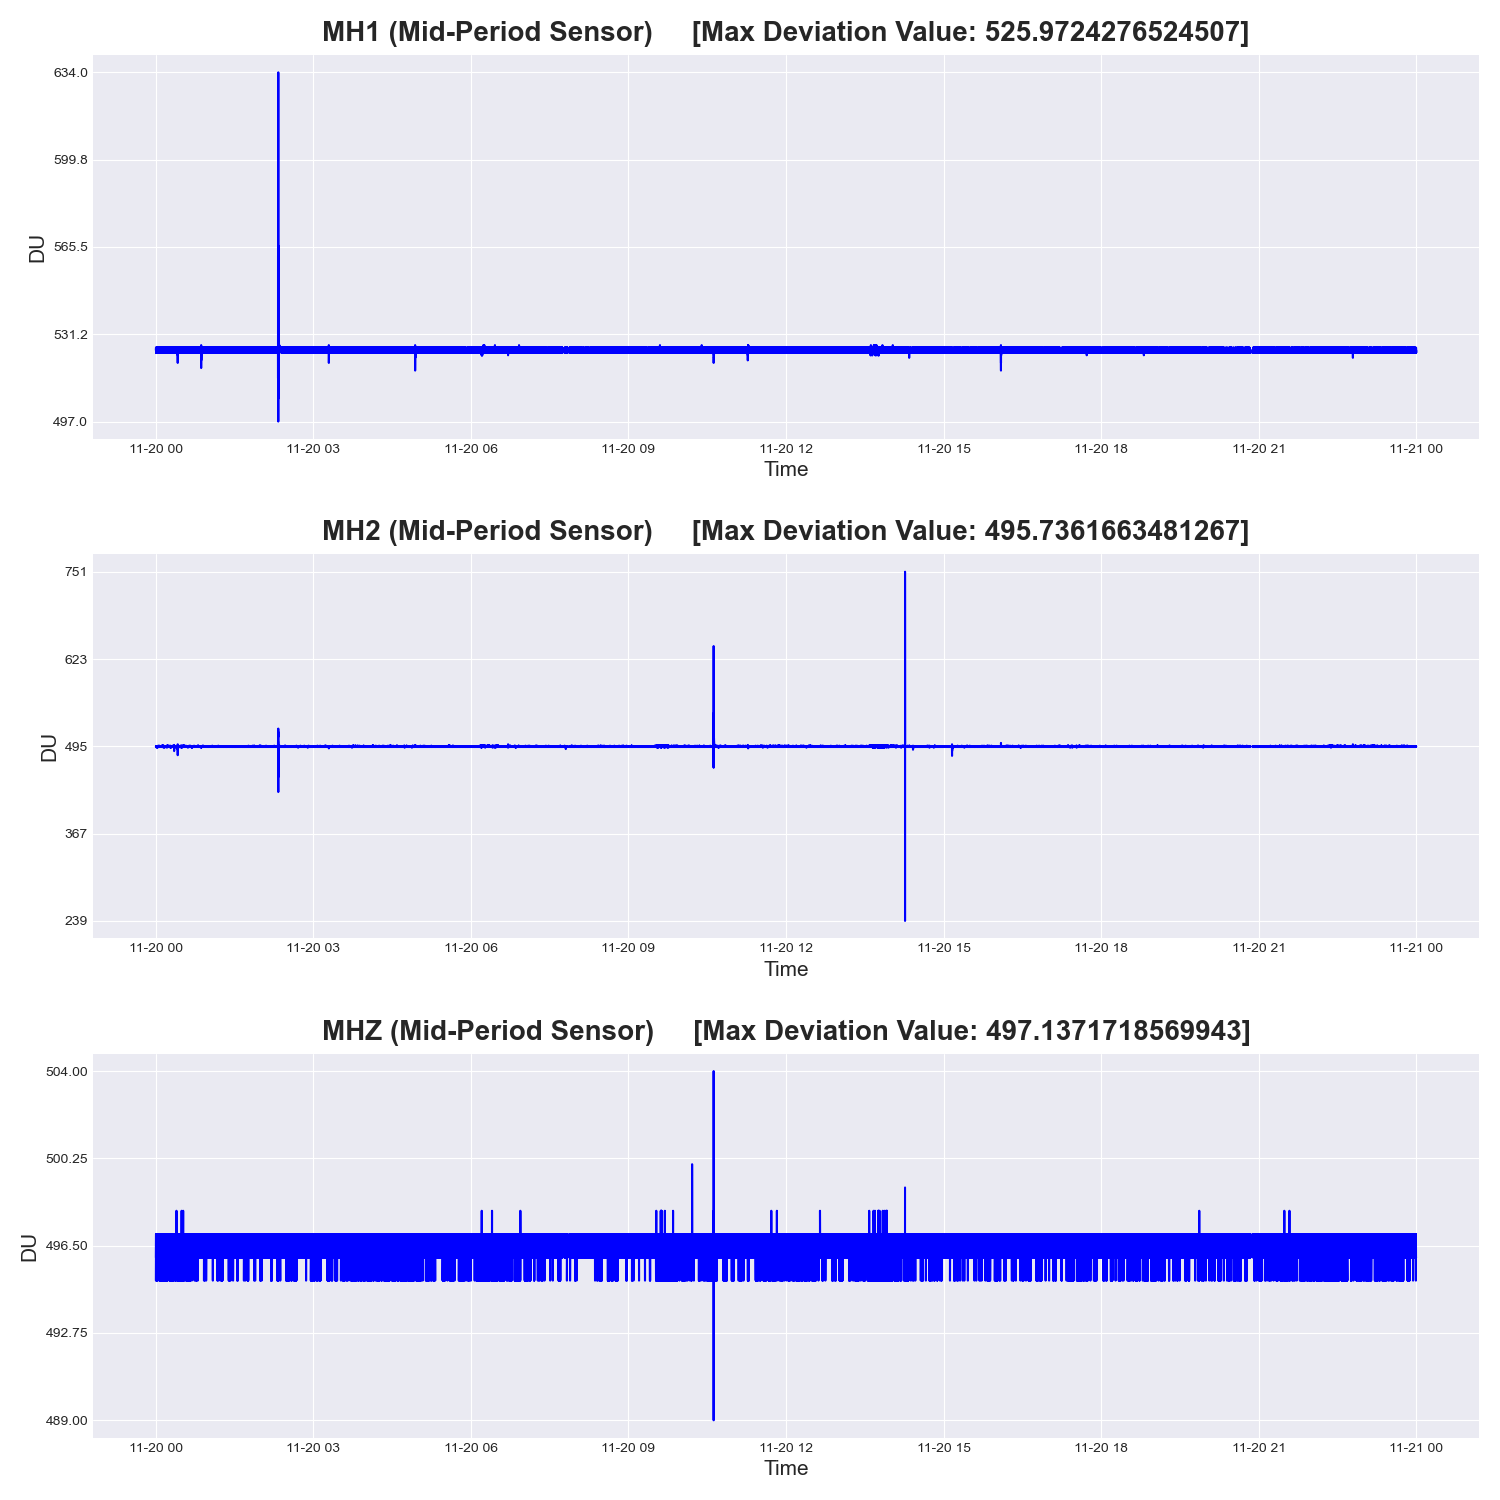 MH1 (Mid-Period Sensor) [Max Deviation Value: 525.9724276524507]
634.0
599.8
565.5
531.2
497.0
DU
11-20 00 11-20 03 11-20 06 11-20 09 11-20 12 11-20 15 11-20 18 11-20 21 11-21 00
Time
MH2 (Mid-Period Sensor) [Max Deviation Value: 495.7361663481267]
751
623
495
367
239
DU
11-20 00 11-20 03 11-20 06 11-20 09 11-20 12 11-20 15 11-20 18 11-20 21 11-21 00
Time
MHZ (Mid-Period Sensor) [Max Deviation Value: 497.1371718569943]
504.00
500.25
496.50
492.75
489.00
DU
11-20 00 11-20 03 11-20 06 11-20 09 11-20 12 11-20 15 11-20 18 11-20 21 11-21 00
Time